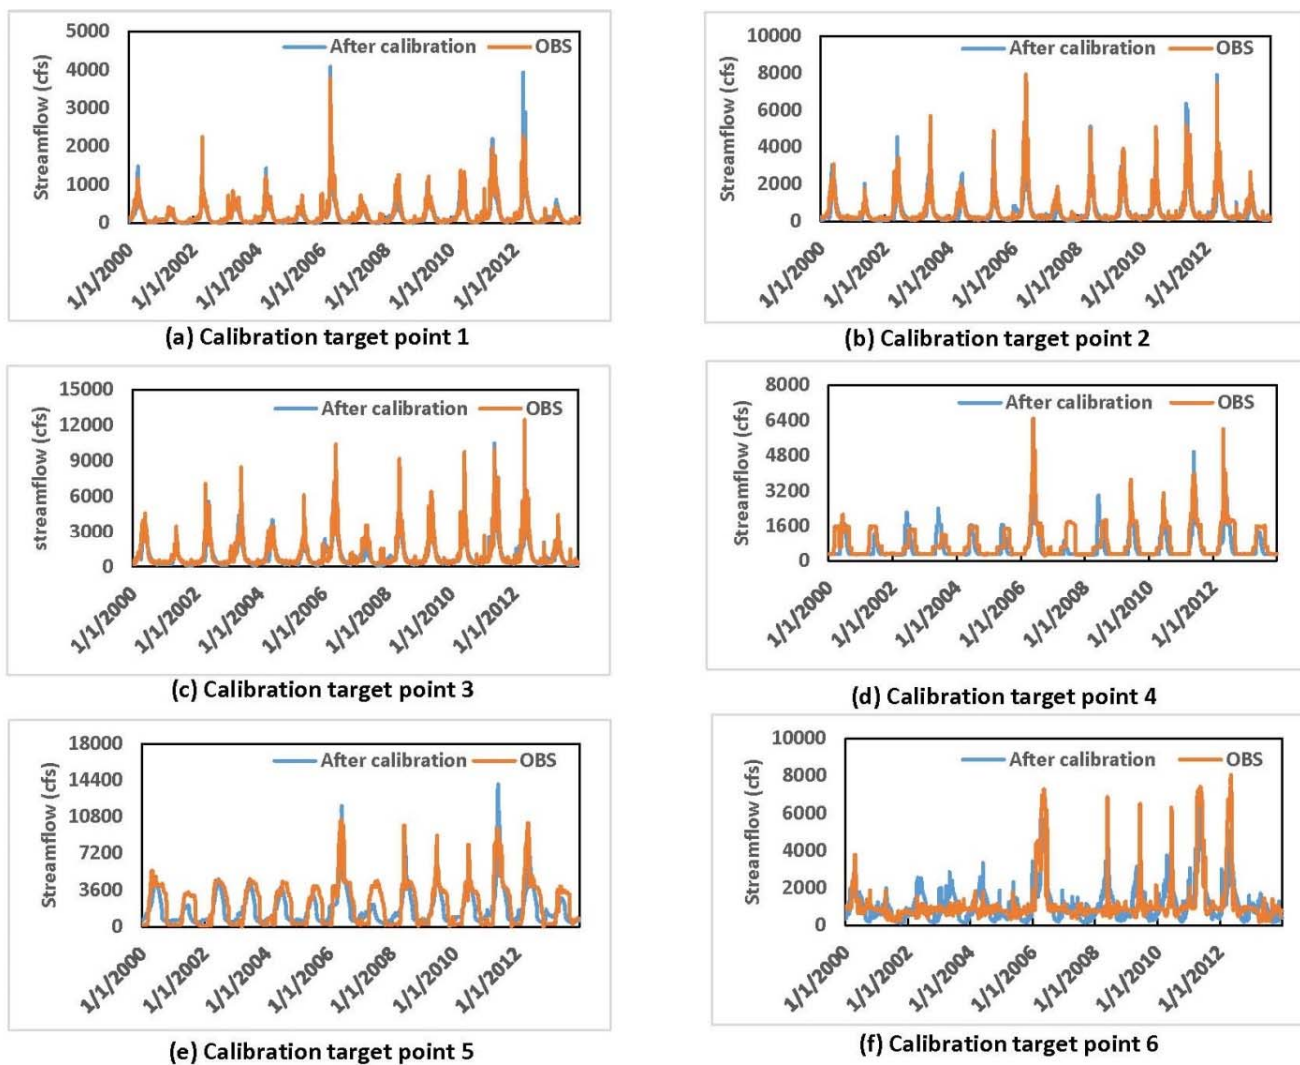 5000
4000
3000
2000
1000
0
Streamflow (cfs)
After calibration OBS
1/1/2000 1/1/2002 1/1/2004 1/1/2006 1/1/2008 1/1/2010 1/1/2012
(a) Calibration target point 1
10000
8000
6000
4000
2000
0
Streamflow (cfs)
After calibration OBS
1/1/2000 1/1/2002 1/1/2004 1/1/2006 1/1/2008 1/1/2010 1/1/2012
(b) Calibration target point 2
15000
12000
9000
6000
3000
0
streamflow (cfs)
After calibration OBS
1/1/2000 1/1/2002 1/1/2004 1/1/2006 1/1/2008 1/1/2010 1/1/2012
(c) Calibration target point 3
8000
6400
4800
3200
1600
0
Streamflow (cfs)
After calibration OBS
1/1/2000 1/1/2002 1/1/2004 1/1/2006 1/1/2008 1/1/2010 1/1/2012
(d) Calibration target point 4
18000
14400
10800
7200
3600
0
Streamflow (cfs)
After calibration OBS
1/1/2000 1/1/2002 1/1/2004 1/1/2006 1/1/2008 1/1/2010 1/1/2012
(e) Calibration target point 5
10000
8000
6000
4000
2000
0
Streamflow (cfs)
After calibration OBS
1/1/2000 1/1/2002 1/1/2004 1/1/2006 1/1/2008 1/1/2010 1/1/2012
(f) Calibration target point 6